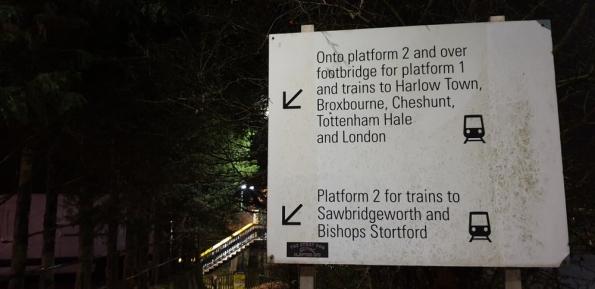 Onto platform 2 and over
footbridge for platform 1
and trains to Harlow Town,
Broxbourne, Cheshunt,
Tottenham Hale
and London
Platform 2 for trains to
Sawbridgeworth and
Bishops Stortford